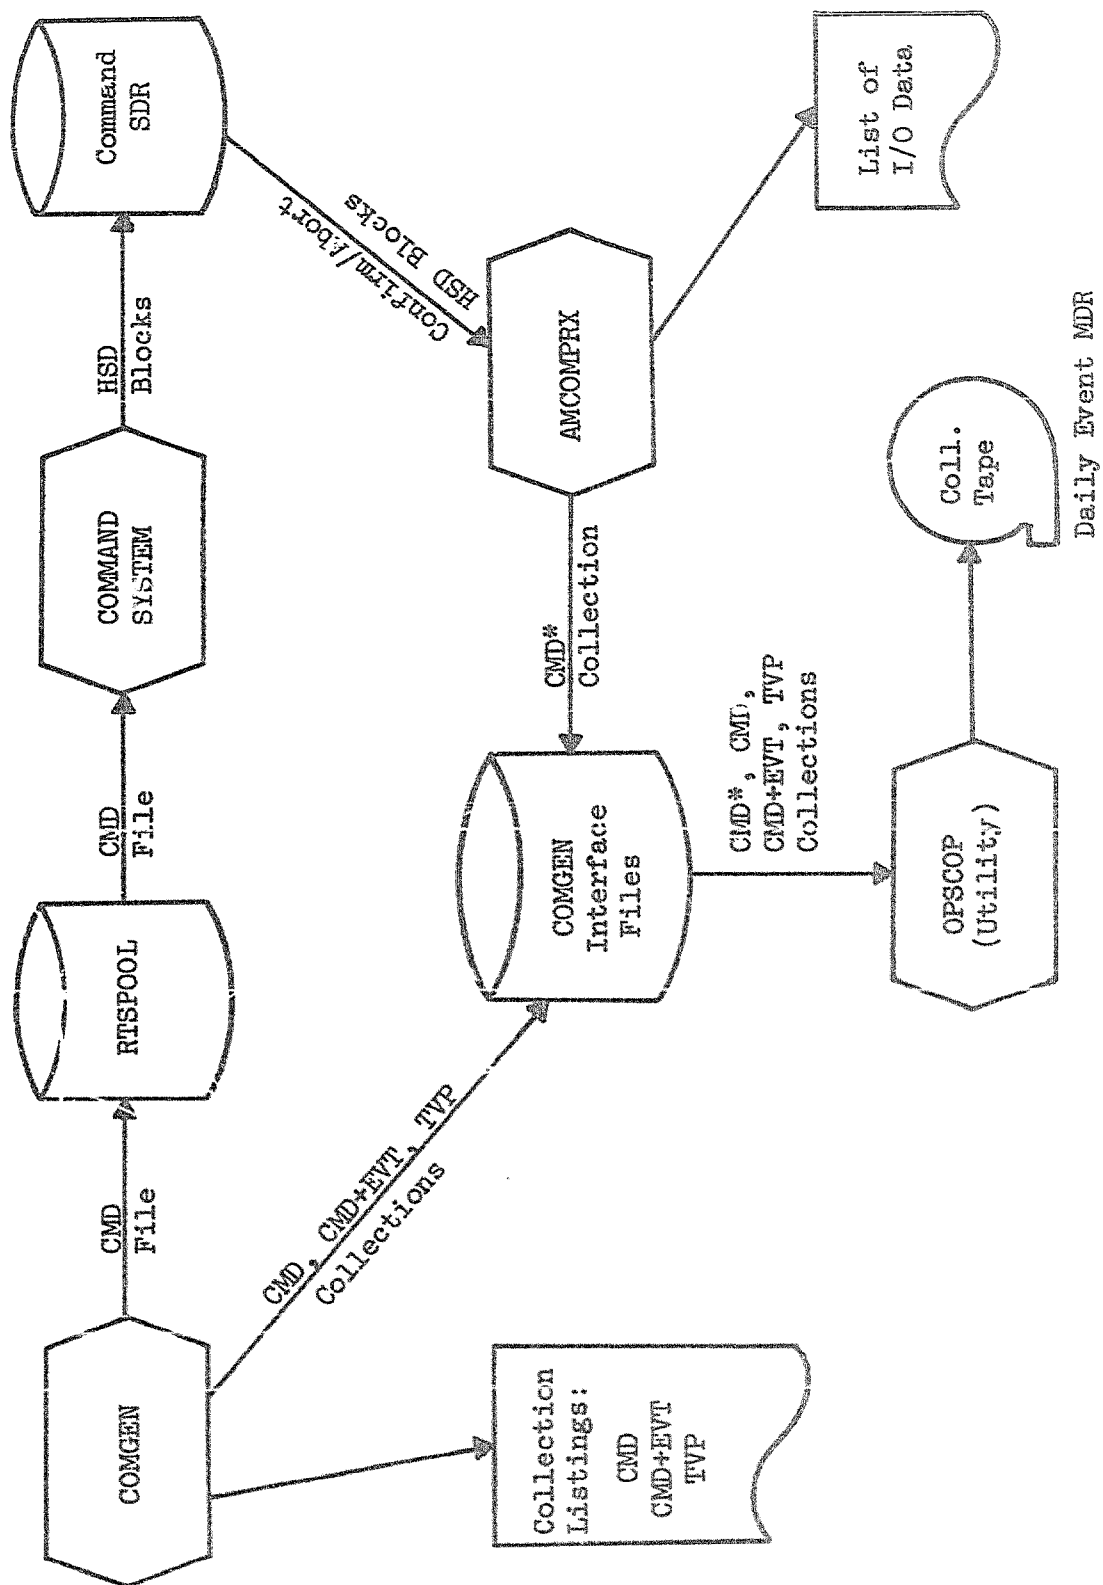 COMGEN
CMD
File
RTSPOOL
CMD
File
COMMAND
SYSTEM
HSD
Blocks
Command
SDR
Confirm/Abort
HSD Blocks
CMD, CMD+EVT, TVP
Collections
COMGEN
Interface
Files
CMD*
Collection
AMCOMPRX
Collection
Listings:
CMD
CMD+EVT
TVP
CMD*, CMD,
CMD+EVT, TVP
Collections
List of
I/O Data
OPSCOP
(Utility)
Coll.
Tape
Daily Event MDR